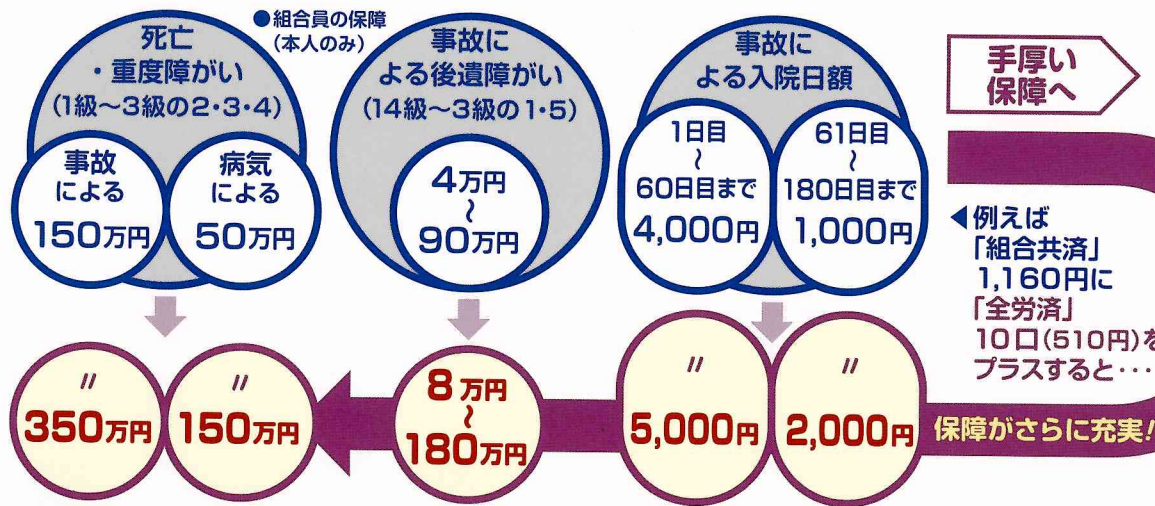 ●組合員の保障
(本人のみ)
死亡
・重度障がい
(1級～3級の2・3・4)
事故
による
150万円
病気
による
50万円
事故に
よる後遺障がい
(14級～3級の1・5)
4万円
～
90万円
事故に
よる入院日額
1日目
～
60日目まで
4,000円
61日目
～
180日目まで
1,000円
手厚い
保障へ
◀例えば
「組合共済」
1,160円に
「全労済」
10口(510円)を
プラスすると‥‥
〃
350万円
〃
150万円
8万円
～
180万円
〃
5,000円
〃
2,000円
保障がさらに充実!